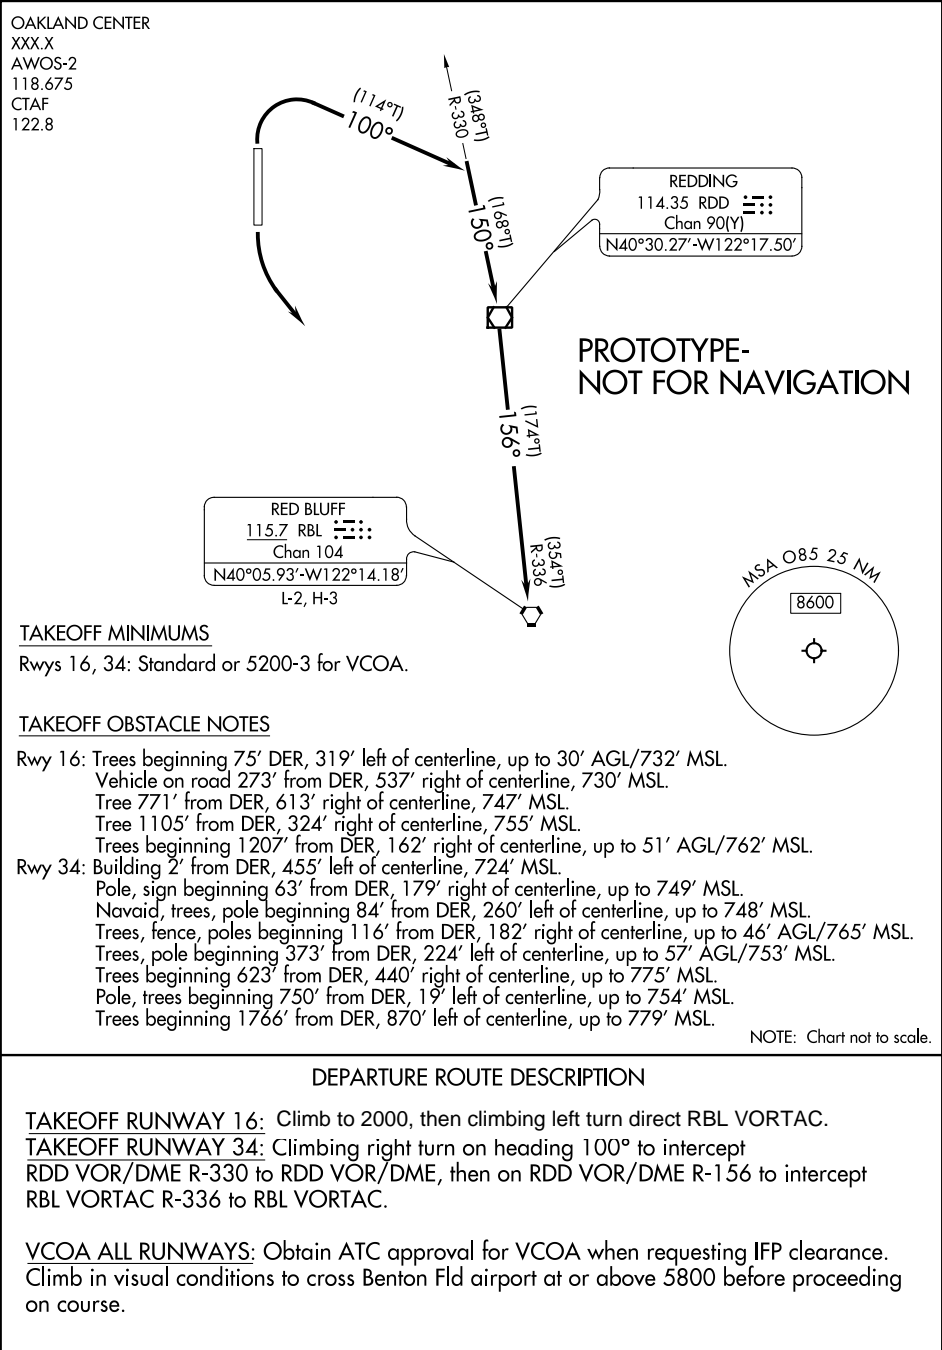 OAKLAND CENTER
XXX.X
AWOS-2
118.675
CTAF
122.8
(114°T)
100°
(348°T)
R-330
(168°T)
150°
REDDING
114.35 RDD
Chan 90(Y)
N40°30.27′-W122°17.50′
PROTOTYPE-
NOT FOR NAVIGATION
(174°T)
156°
RED BLUFF
115.7 RBL
Chan 104
N40°05.93′-W122°14.18′
L-2, H-3
(354°T)
R-336
MSA O85 25 NM
8600
TAKEOFF MINIMUMS
Rwys 16, 34: Standard or 5200-3 for VCOA.
TAKEOFF OBSTACLE NOTES
Rwy 16: Trees beginning 75′ DER, 319′ left of centerline, up to 30′ AGL/732′ MSL.
Vehicle on road 273′ from DER, 537′ right of centerline, 730′ MSL.
Tree 771′ from DER, 613′ right of centerline, 747′ MSL.
Tree 1105′ from DER, 324′ right of centerline, 755′ MSL.
Trees beginning 1207′ from DER, 162′ right of centerline, up to 51′ AGL/762′ MSL.
Rwy 34: Building 2′ from DER, 455′ left of centerline, 724′ MSL.
Pole, sign beginning 63′ from DER, 179′ right of centerline, up to 749′ MSL.
Navaid, trees, pole beginning 84′ from DER, 260′ left of centerline, up to 748′ MSL.
Trees, fence, poles beginning 116′ from DER, 182′ right of centerline, up to 46′ AGL/765′ MSL.
Trees, pole beginning 373′ from DER, 224′ left of centerline, up to 57′ AGL/753′ MSL.
Trees beginning 623′ from DER, 440′ right of centerline, up to 775′ MSL.
Pole, trees beginning 750′ from DER, 19′ left of centerline, up to 754′ MSL.
Trees beginning 1766′ from DER, 870′ left of centerline, up to 779′ MSL.
NOTE: Chart not to scale.
DEPARTURE ROUTE DESCRIPTION
TAKEOFF RUNWAY 16: Climb to 2000, then climbing left turn direct RBL VORTAC.
TAKEOFF RUNWAY 34: Climbing right turn on heading 100° to intercept
RDD VOR/DME R-330 to RDD VOR/DME, then on RDD VOR/DME R-156 to intercept
RBL VORTAC R-336 to RBL VORTAC.
VCOA ALL RUNWAYS: Obtain ATC approval for VCOA when requesting IFP clearance.
Climb in visual conditions to cross Benton Fld airport at or above 5800 before proceeding
on course.